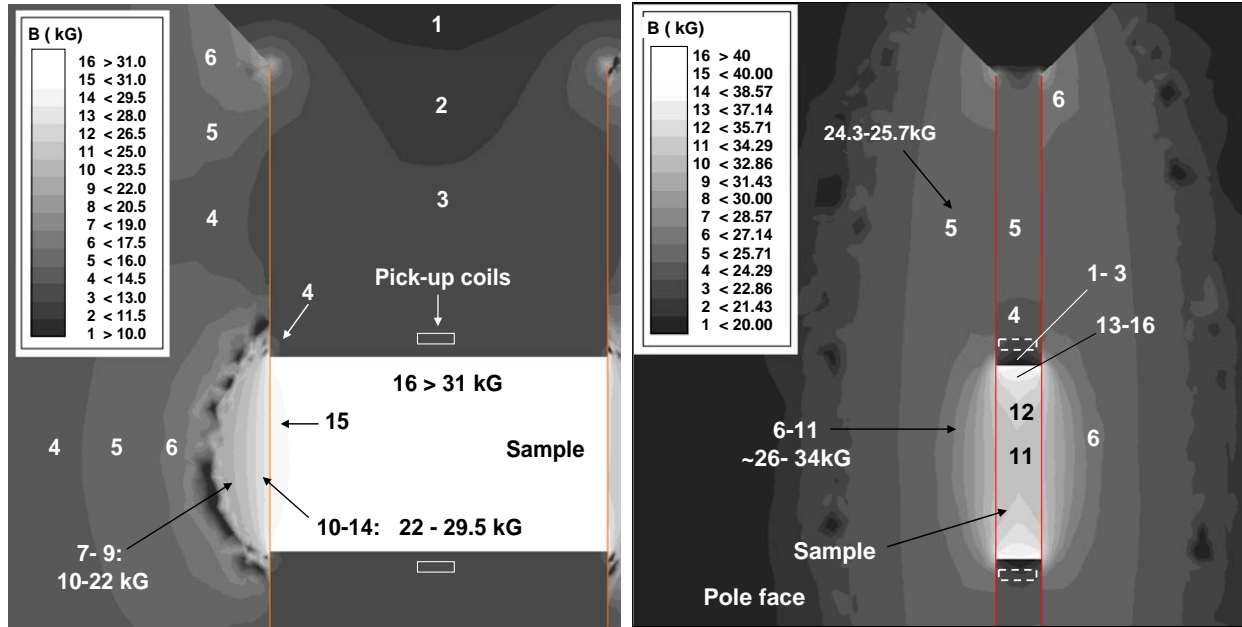 B ( kG)
16 > 31.0
15 < 31.0
14 < 29.5
13 < 28.0
12 < 26.5
11 < 25.0
10 < 23.5
9 < 22.0
8 < 20.5
7 < 19.0
6 < 17.5
5 < 16.0
4 < 14.5
3 < 13.0
2 < 11.5
1 > 10.0
1
6
2
5
3
4
Pick-up coils
4
16 > 31 kG
15
Sample
4
5
6
10-14: 22 - 29.5 kG
7- 9:
10-22 kG
B ( kG)
16 > 40
15 < 40.00
14 < 38.57
13 < 37.14
12 < 35.71
11 < 34.29
10 < 32.86
9 < 31.43
8 < 30.00
7 < 28.57
6 < 27.14
5 < 25.71
4 < 24.29
3 < 22.86
2 < 21.43
1 < 20.00
6
24.3-25.7kG
5
5
1- 3
4
13-16
12
6-11
~26- 34kG
11
6
Sample
Pole face